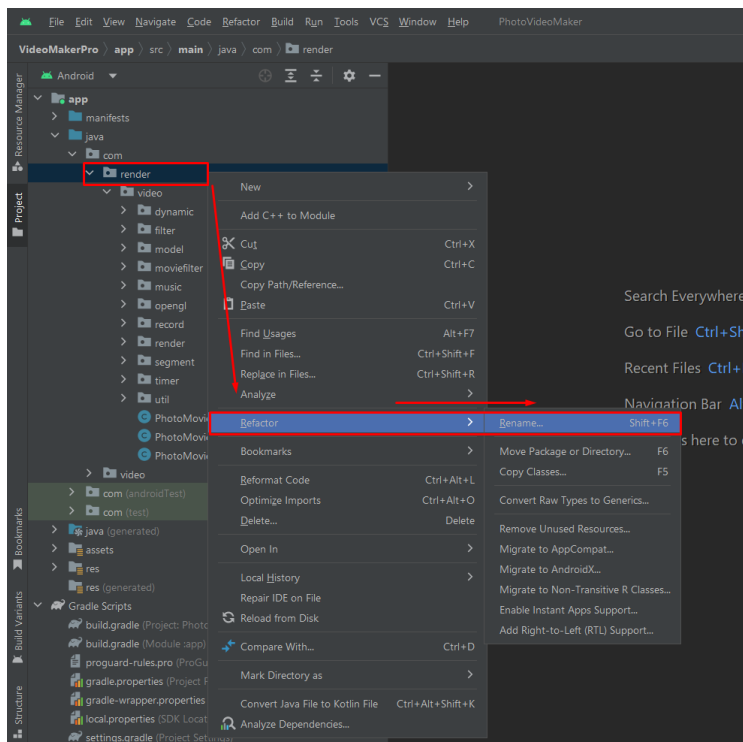 File Edit View Navigate Code Refactor Build Run Tools VCS Window Help PhotoVideoMaker
VideoMakerPro app src main java com render
Resource Manager
Project
Bookmarks
Build Variants
Structure
Android
app
manifests
java
com
render
video
dynamic
filter
model
moviefilter
music
opengl
record
render
segment
timer
util
PhotoMovi
PhotoMovi
PhotoMovi
video
com (androidTest)
com (test)
java (generated)
assets
res
res (generated)
Gradle Scripts
build.gradle (Project: Photo
build.gradle (Module :app)
proguard-rules.pro (ProGu
gradle.properties (Project P
gradle-wrapper.properties
local.properties (SDK Locat
settings.gradle (Project Settings)
New
Add C++ to Module
Cut Ctrl+X
Copy Ctrl+C
Copy Path/Reference...
Paste Ctrl+V
Find Usages Alt+F7
Find in Files... Ctrl+Shift+F
Replace in Files... Ctrl+Shift+R
Analyze
Refactor
Bookmarks
Reformat Code Ctrl+Alt+L
Optimize Imports Ctrl+Alt+O
Delete... Delete
Open In
Local History
Repair IDE on File
Reload from Disk
Compare With... Ctrl+D
Mark Directory as
Convert Java File to Kotlin File Ctrl+Alt+Shift+K
Analyze Dependencies...
Rename... Shift+F6
Move Package or Directory... F6
Copy Classes... F5
Convert Raw Types to Generics...
Remove Unused Resources...
Migrate to AppCompat...
Migrate to AndroidX...
Migrate to Non-Transitive R Classes...
Enable Instant Apps Support...
Add Right-to-Left (RTL) Support...
Search Everywhere
Go to File Ctrl+Sh
Recent Files Ctrl+
Navigation Bar Al
s here to